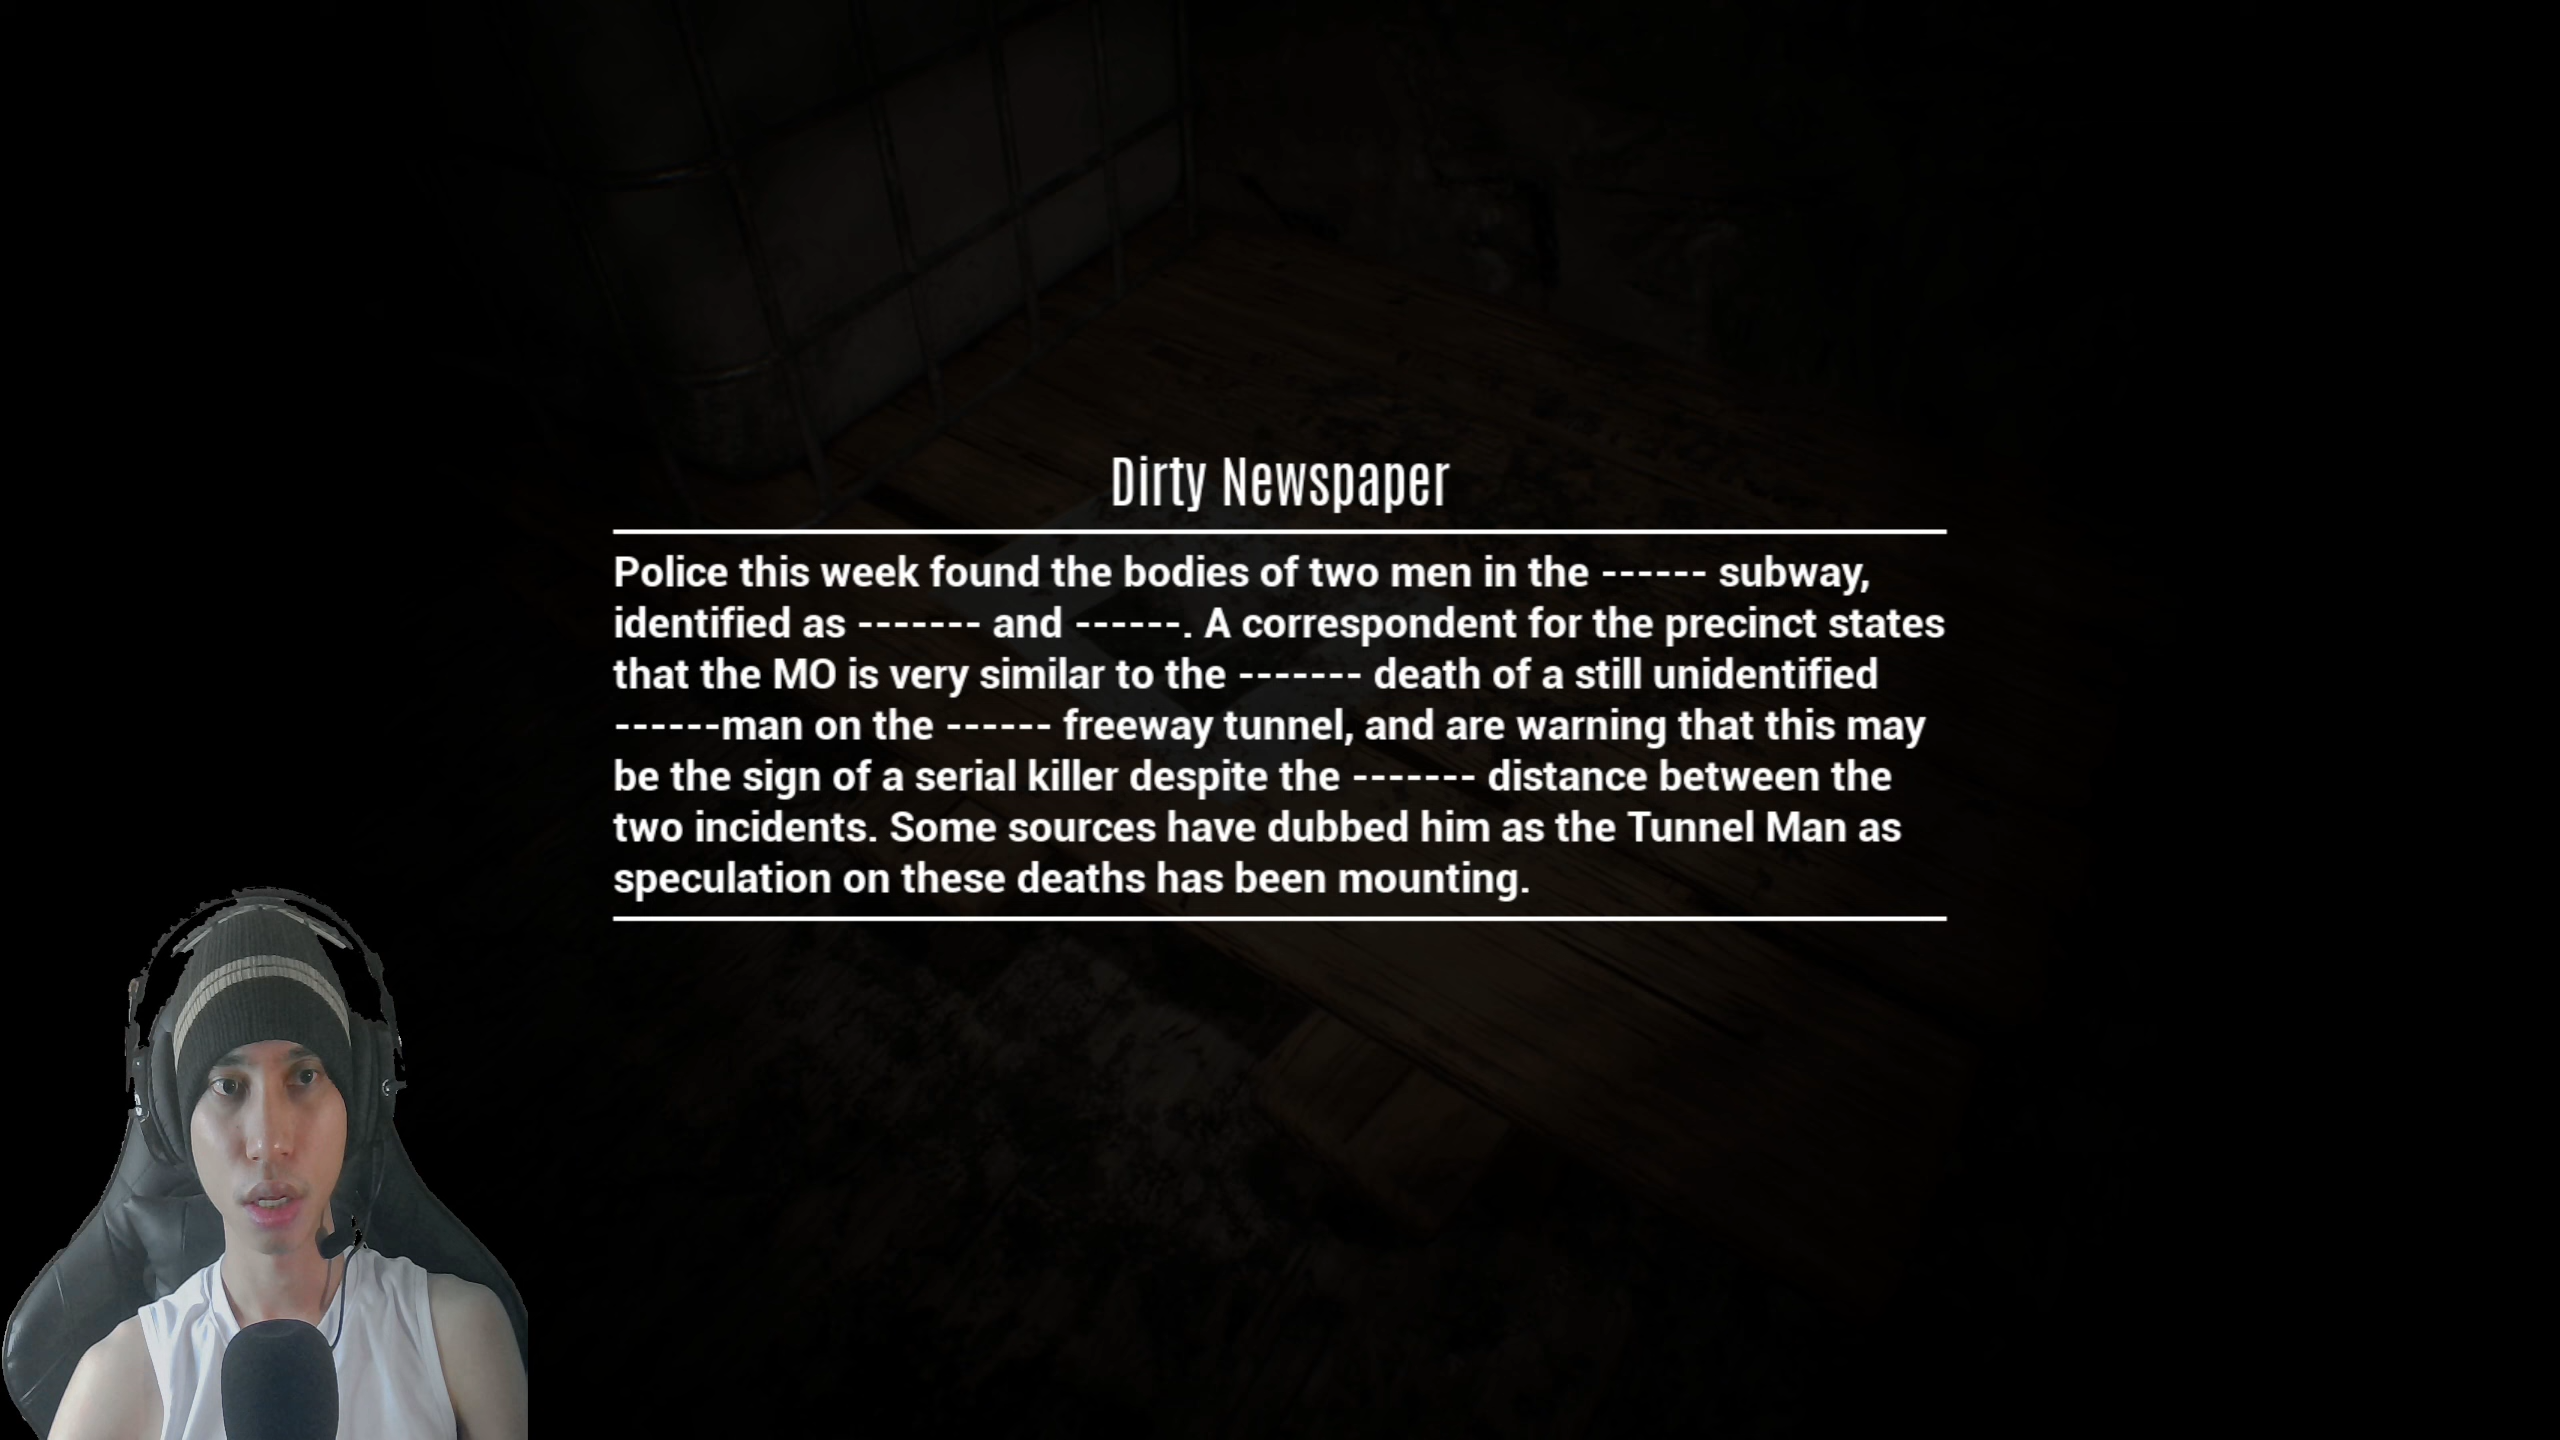 Dirty Newspaper
Police this week found the bodies of two men in the ------ subway,
identified as ------- and ------. A correspondent for the precinct states
that the MO is very similar to the ------- death of a still unidentified
------man on the ------ freeway tunnel, and are warning that this may
be the sign of a serial killer despite the ------- distance between the
two incidents. Some sources have dubbed him as the Tunnel Man as
speculation on these deaths has been mounting.